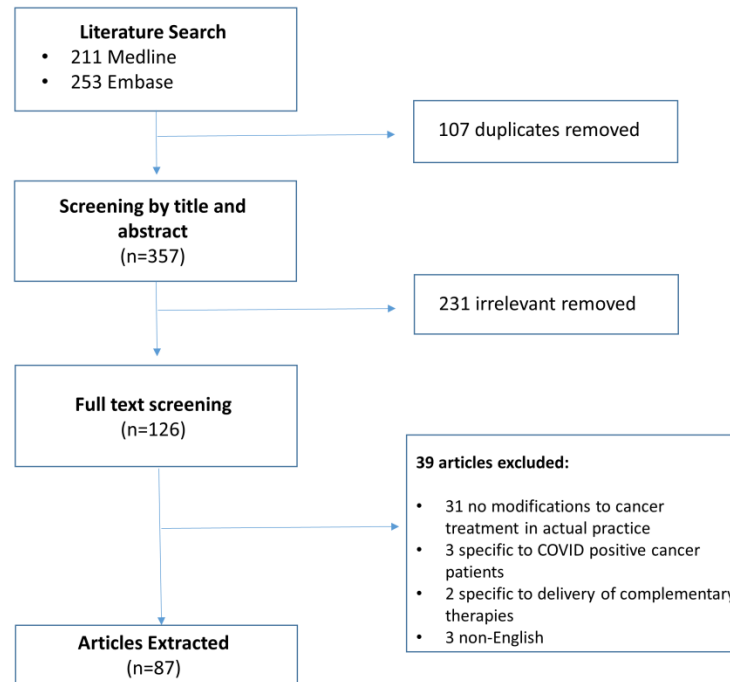 Literature Search
• 211 Medline
• 253 Embase
107 duplicates removed
Screening by title and
abstract
(n=357)
231 irrelevant removed
Full text screening
(n=126)
39 articles excluded:
• 31 no modifications to cancer
treatment in actual practice
• 3 specific to COVID positive cancer
patients
• 2 specific to delivery of complementary
therapies
• 3 non-English
Articles Extracted
(n=87)